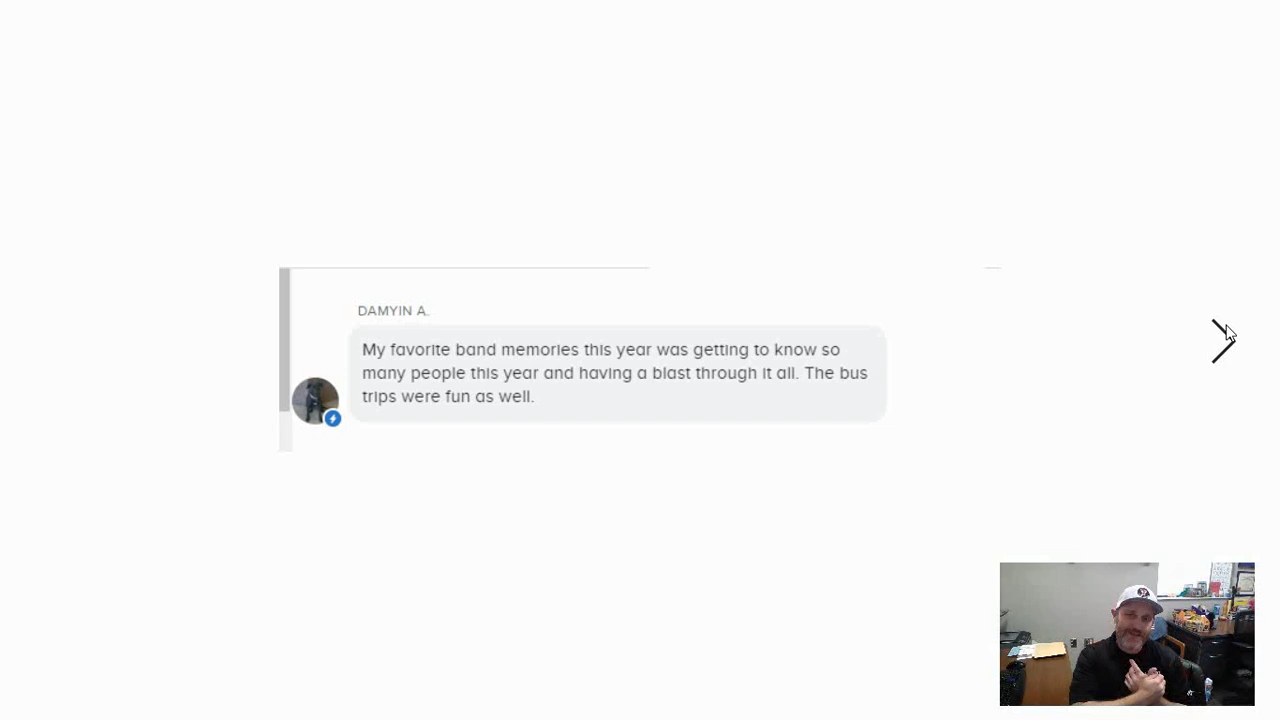 DAMYIN A.
My favorite band memories this year was getting to know so
many people this year and having a blast through it all. The bus
trips were fun as well.